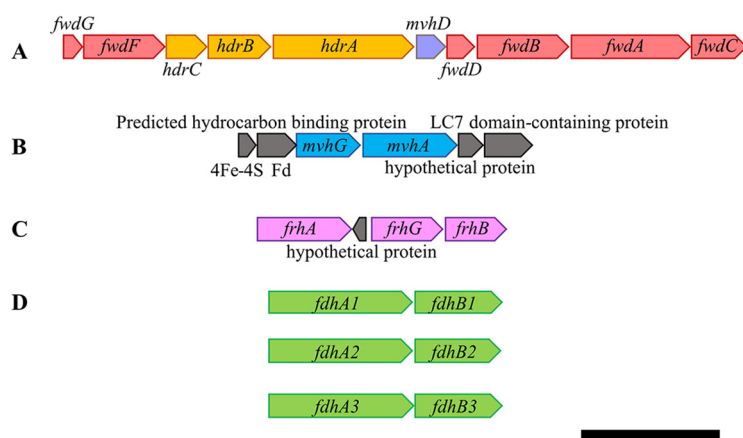 fwdG mvhD
A fwdF hdrB hdrA fwdB fwdA fwdC
hdrC fwdD
Predicted hydrocarbon binding protein LC7 domain-containing protein
B mvhG mvhA
4Fe-4S Fd hypothetical protein
C frhA frhG frhB
hypothetical protein
D fdhA1 fdhB1
fdhA2 fdhB2
fdhA3 fdhB3